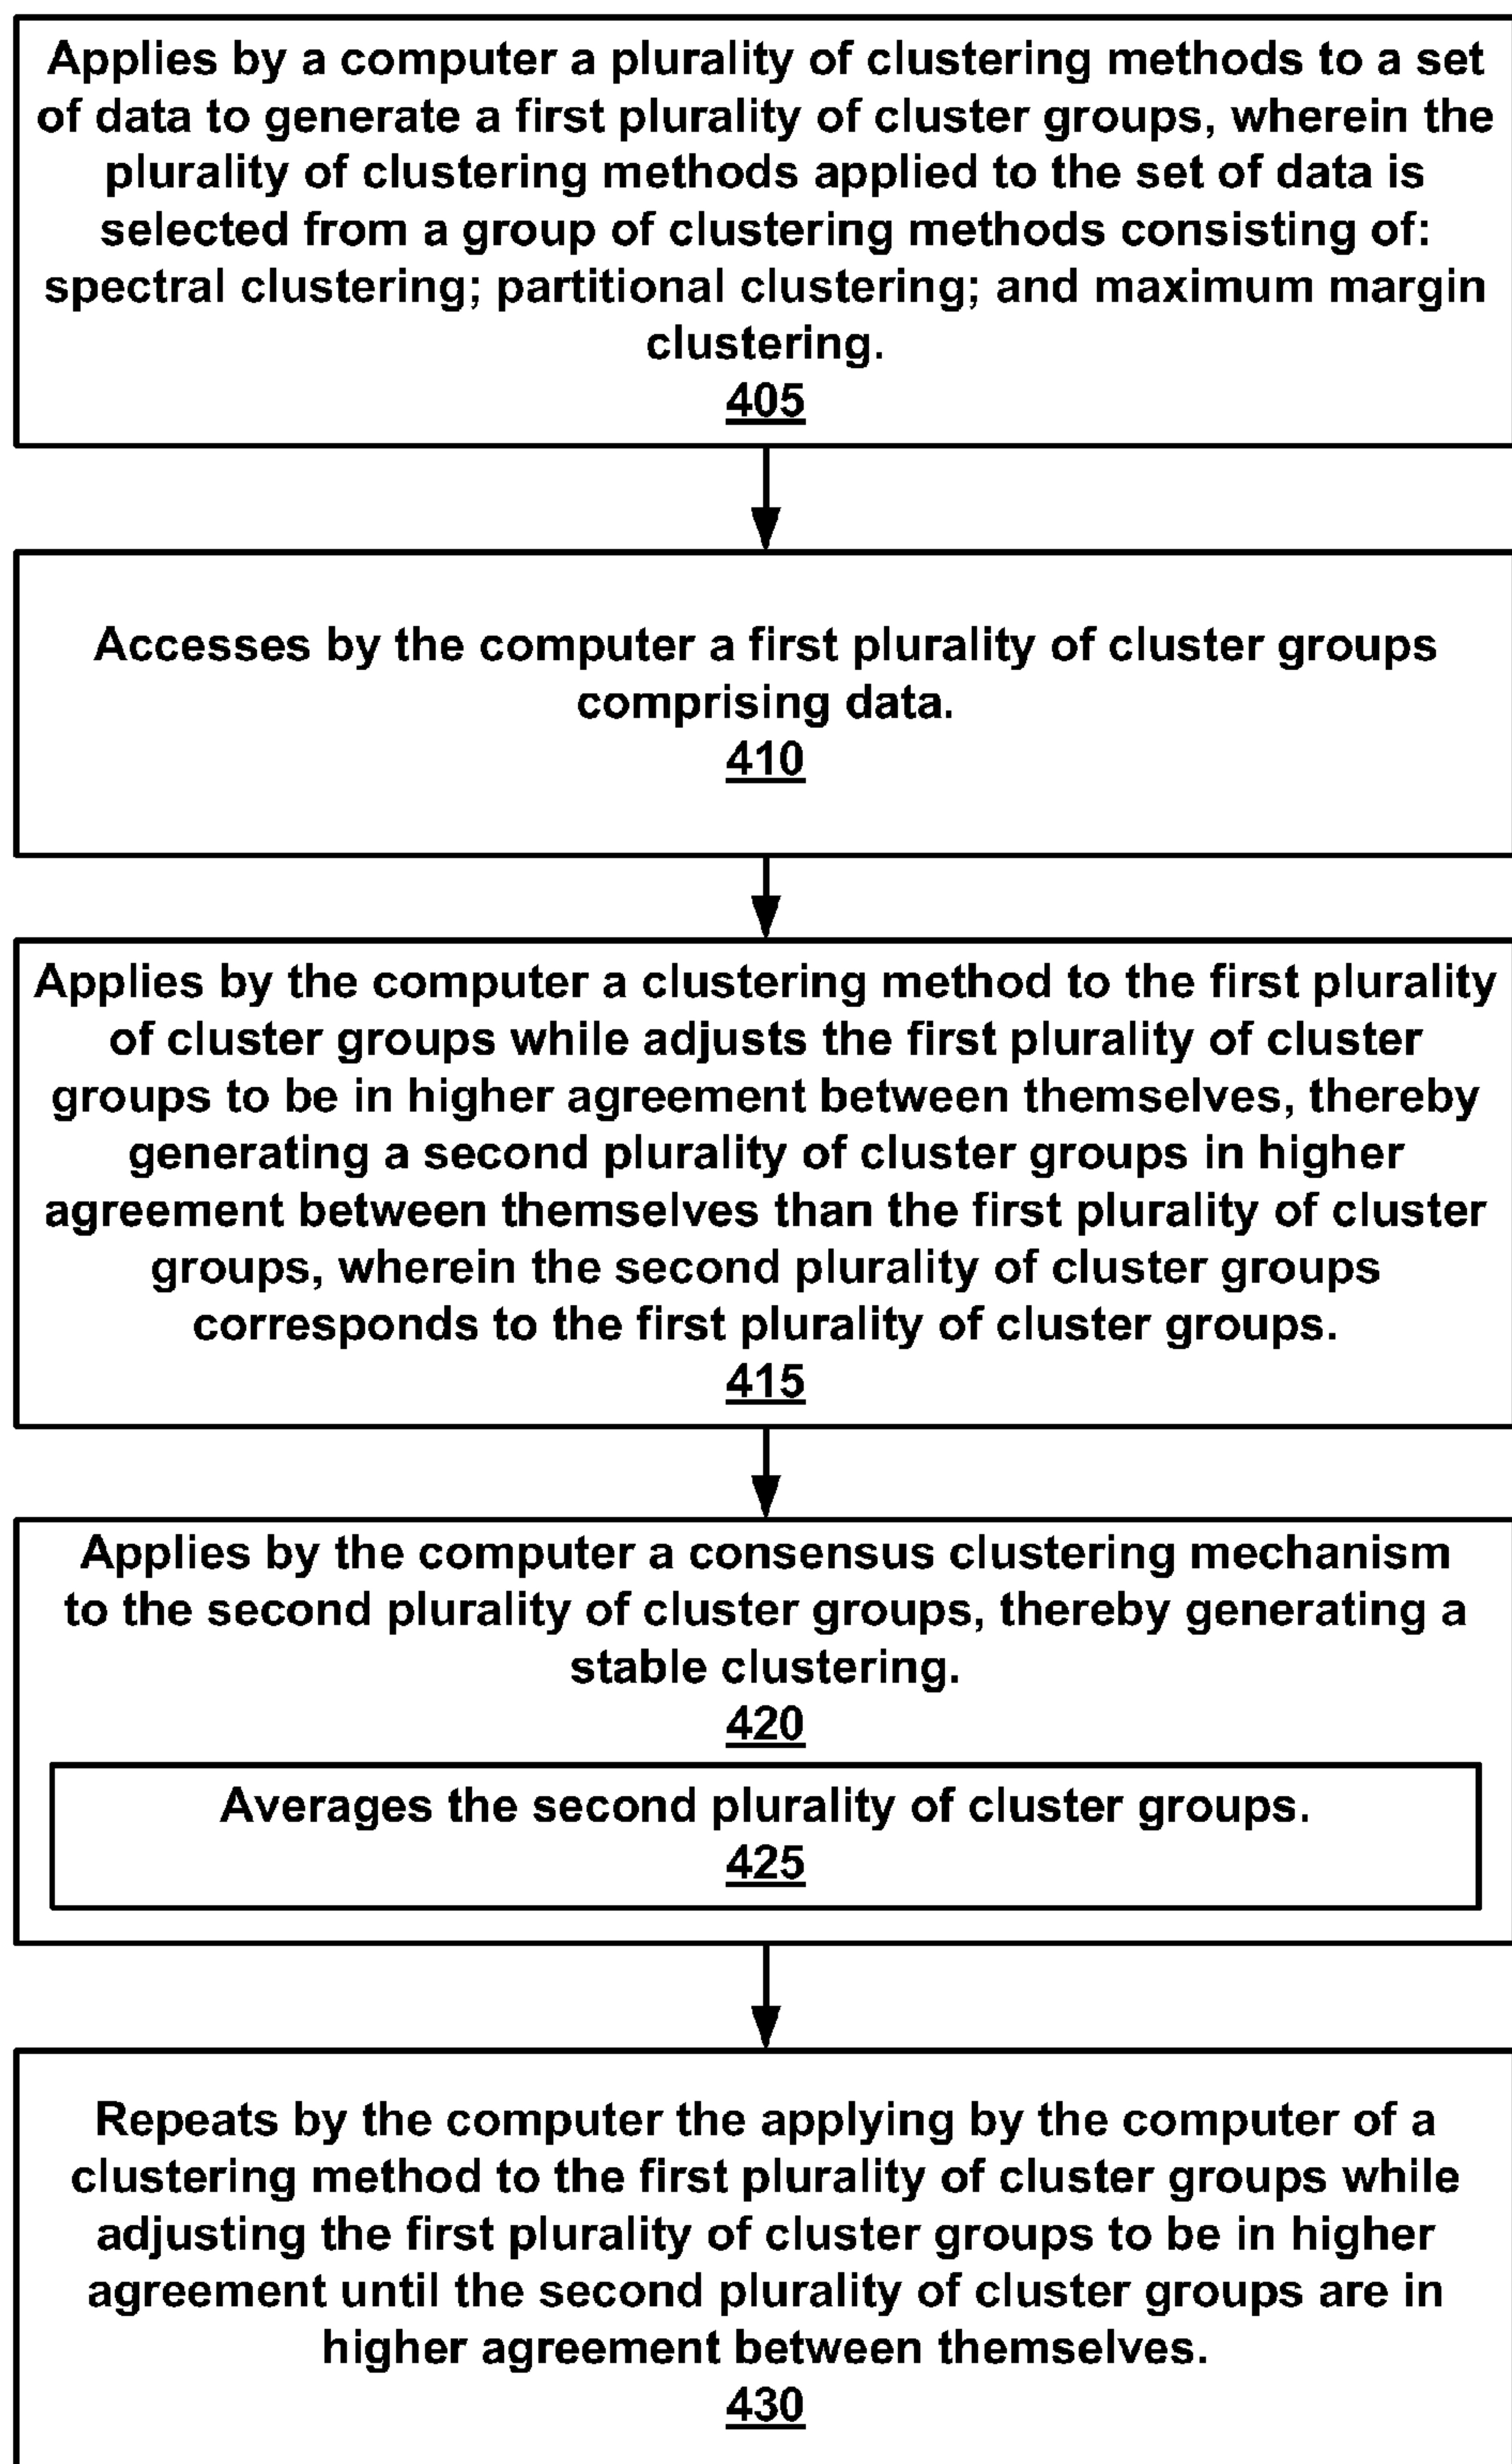 Applies by a computer a plurality of clustering methods to a set
of data to generate a first plurality of cluster groups, wherein the
plurality of clustering methods applied to the set of data is
selected from a group of clustering methods consisting of:
spectral clustering; partitional clustering; and maximum margin
clustering.
405
Accesses by the computer a first plurality of cluster groups
comprising data.
410
Applies by the computer a clustering method to the first plurality
of cluster groups while adjusts the first plurality of cluster
groups to be in higher agreement between themselves, thereby
generating a second plurality of cluster groups in higher
agreement between themselves than the first plurality of cluster
groups, wherein the second plurality of cluster groups
corresponds to the first plurality of cluster groups.
415
Applies by the computer a consensus clustering mechanism
to the second plurality of cluster groups, thereby generating a
stable clustering.
420
Averages the second plurality of cluster groups.
425
Repeats by the computer the applying by the computer of a
clustering method to the first plurality of cluster groups while
adjusting the first plurality of cluster groups to be in higher
agreement until the second plurality of cluster groups are in
higher agreement between themselves.
430